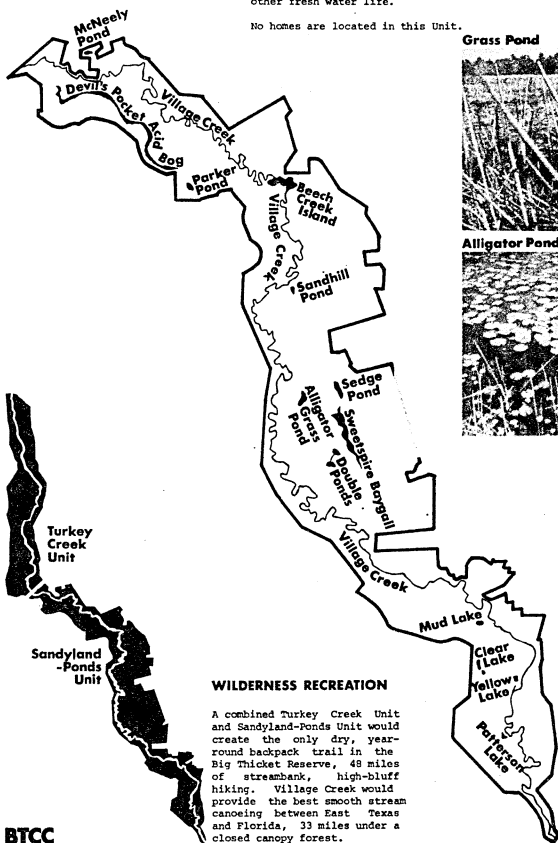 other fresh water life.
No homes are located in this Unit.
McNeely
Pond
Devil's Pocket Acid
Bog
Village Creek
Parker
Pond
Beech
Creek
Island
Village Creek
Sandhill
Pond
Grass Pond
Alligator Pond
Sedge
Pond
Alligator
Grass
Pond
Sweetspire Baygall
Double
Ponds
Village Creek
Mud Lake
Clear
Lake
Yellow
Lake
Patterson
Lake
Turkey
Creek
Unit
Sandyland
-Ponds
Unit
WILDERNESS RECREATION
A combined Turkey Creek Unit
and Sandyland-Ponds Unit would
create the only dry, year-
round backpack trail in the
Big Thicket Reserve, 48 miles
of streambank, high-bluff
hiking. Village Creek would
provide the best smooth stream
canoeing between East Texas
and Florida, 33 miles under a
closed canopy forest.
BTCC